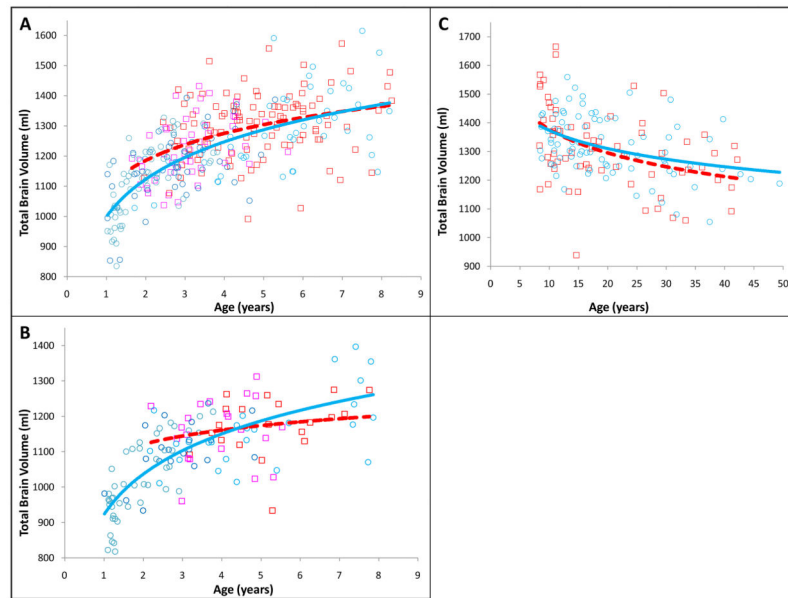 A
1600
1500
1400
1300
1200
1100
1000
900
800
Total Brain Volume (ml)
0 1 2 3 4 5 6 7 8 9
Age (years)
C
1700
1600
1500
1400
1300
1200
1100
1000
900
Total Brain Volume (ml)
0 5 10 15 20 25 30 35 40 45 50
Age (years)
B
1400
1300
1200
1100
1000
900
800
Total Brain Volume (ml)
0 1 2 3 4 5 6 7 8 9
Age (years)